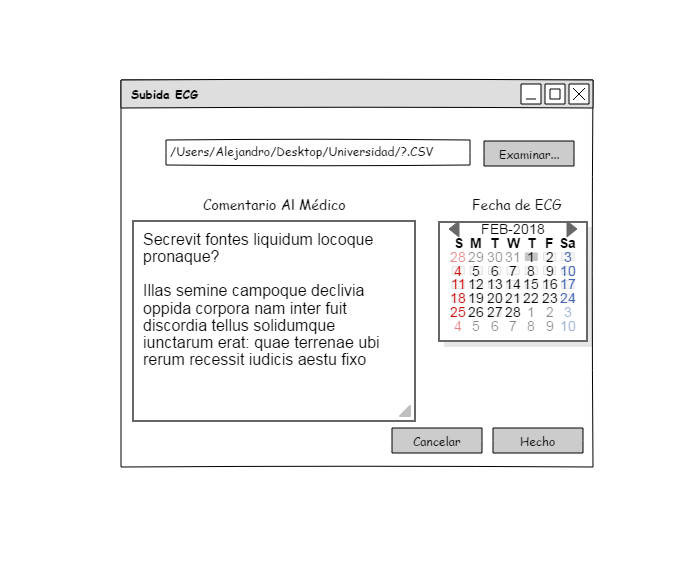 Subida ECG
/Users/Alejandro/Desktop/Universidad/?.CSV
Examinar...
Comentario Al Médico
Fecha de ECG
Secrevit fontes liquidum locoque
pronaque?
Illas semine campoque declivia
oppida corpora nam inter fuit
discordia tellus solidumque
iunctarum erat: quae terrenae ubi
rerum recessit iudicis aestu fixo
FEB-2018
S M T W T F Sa
28 29 30 31 1 2 3
4 5 6 7 8 9 10
11 12 13 14 15 16 17
18 19 20 21 22 23 24
25 26 27 28 1 2 3
4 5 6 7 8 9 10
Cancelar
Hecho